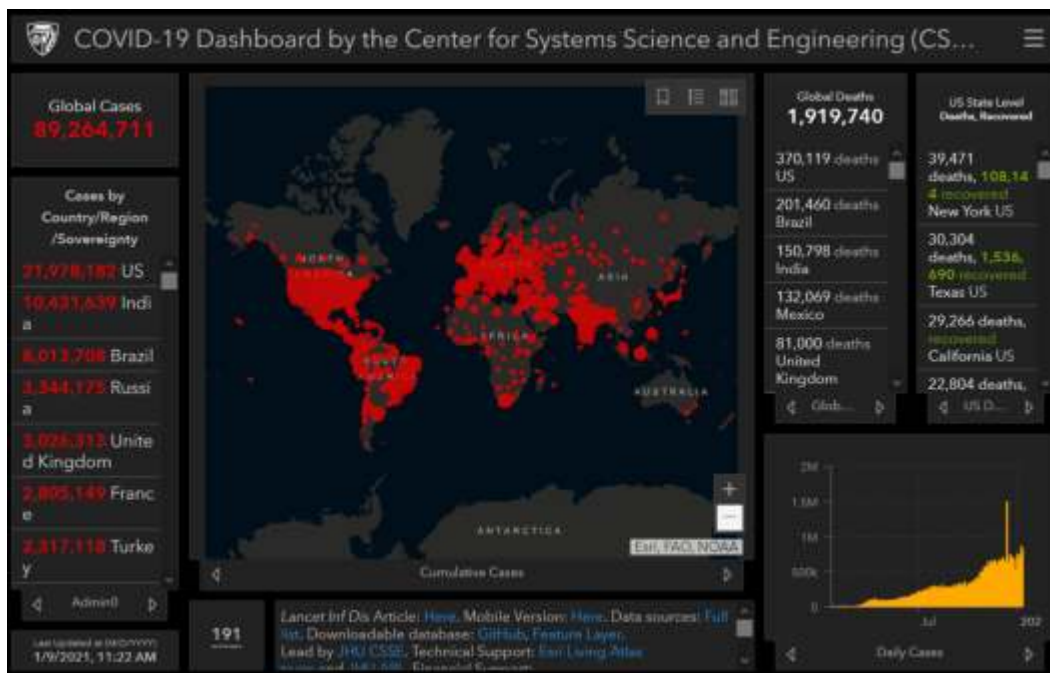 COVID-19 Dashboard by the Center for Systems Science and Engineering (CS...
Global Cases
89,264,711
Cases by
Country/Region
/Sovereignty
21,978,182 US
10,431,639 Indi
a
8,013,708 Brazil
3,344,175 Russi
a
3,026,313 Unite
d Kingdom
2,805,149 Franc
e
2,317,118 Turke
y
Admin0
1/9/2021, 11:22 AM
NORTH
AMERICA
ASIA
AFRICA
SOUTH
AUSTRALIA
ANTARCTICA
Esri, FAO, NOAA
Cumulative Cases
191
Lancet Inf Dis Article: Here. Mobile Version: Here. Data sources: Full
list. Downloadable database: GitHub, Feature Layer.
Lead by JHU CSSE. Technical Support: Esri Living Atlas
Global Deaths
1,919,740
370,119 deaths
US
201,460 deaths
Brazil
150,798 deaths
India
132,069 deaths
Mexico
81,000 deaths
United
Kingdom
Glob...
US State Level
Deaths, Recovered
39,471
deaths, 108,14
4 recovered
New York US
30,304
deaths, 1,536,
690 recovered
Texas US
29,266 deaths,
recovered
California US
22,804 deaths,
US D...
2M
1.5M
1M
500k
0
Jul
202
Daily Cases